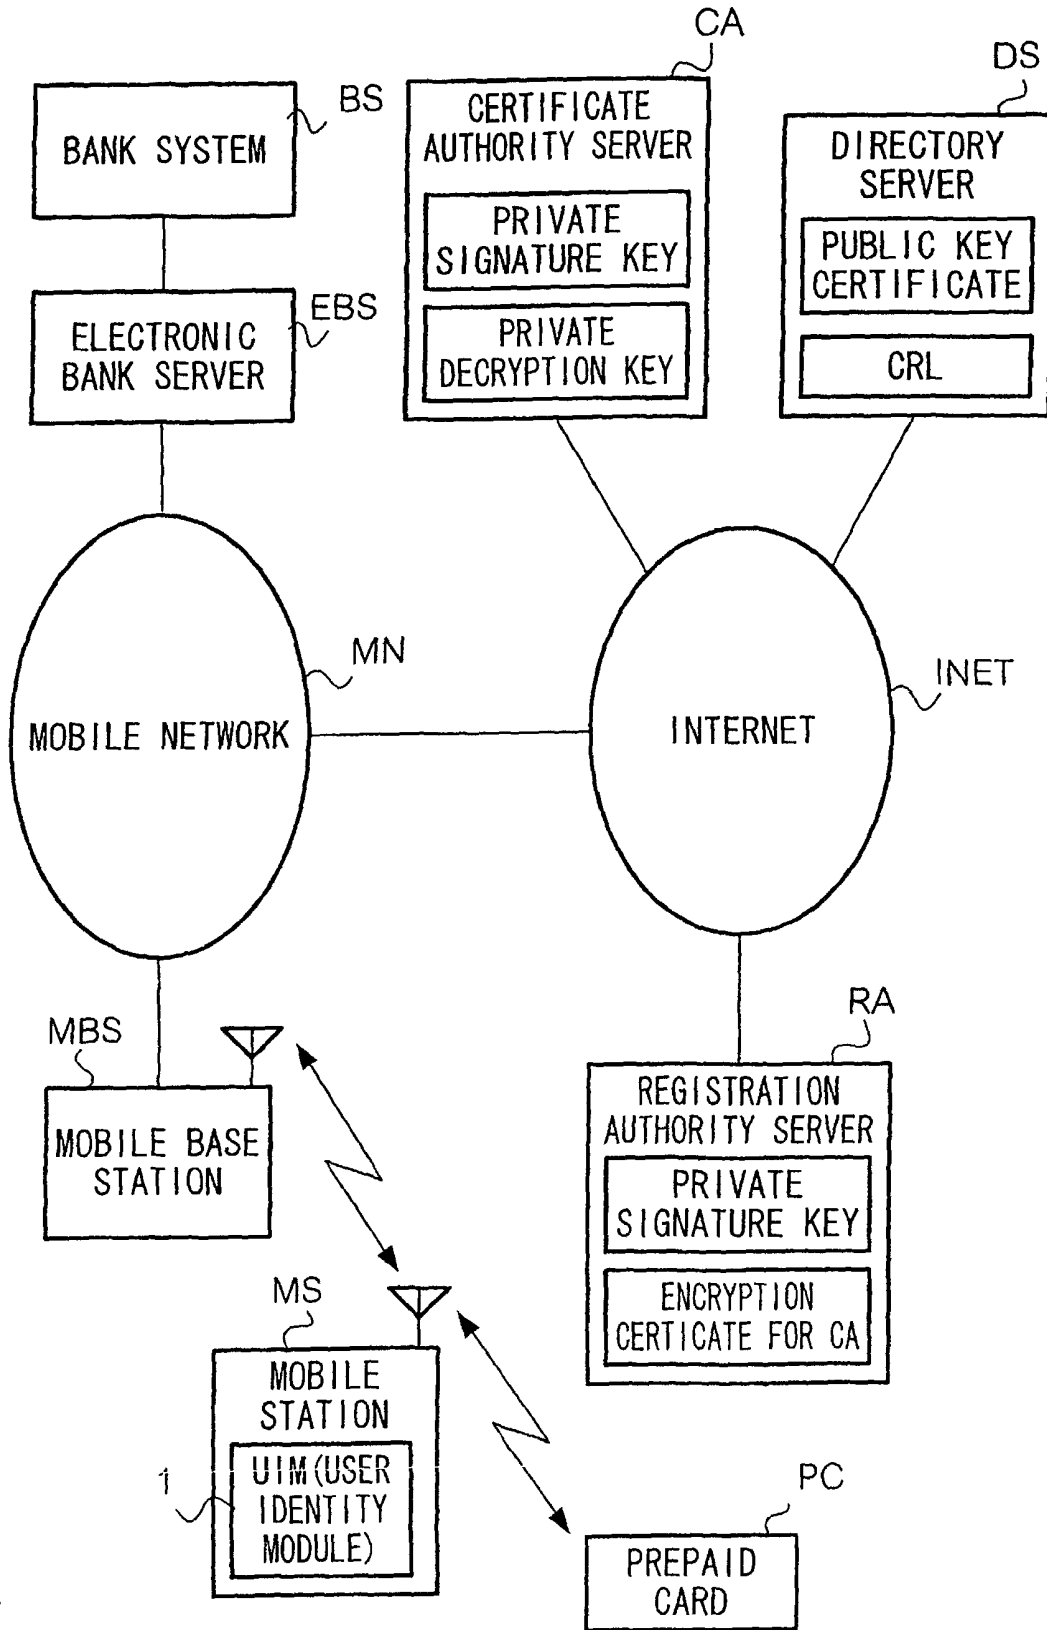 CA
DS
BS
BANK SYSTEM
CERTIFICATE
AUTHORITY SERVER
PRIVATE
SIGNATURE KEY
PRIVATE
DECRYPTION KEY
DIRECTORY
SERVER
PUBLIC KEY
CERTIFICATE
CRL
EBS
ELECTRONIC
BANK SERVER
MN
MOBILE NETWORK
INET
INTERNET
MBS
MOBILE BASE
STATION
RA
REGISTRATION
AUTHORITY SERVER
PRIVATE
SIGNATURE KEY
ENCRYPTION
CERTICATE FOR CA
MS
MOBILE
STATION
1
UIM(USER
IDENTITY
MODULE)
PC
PREPAID
CARD